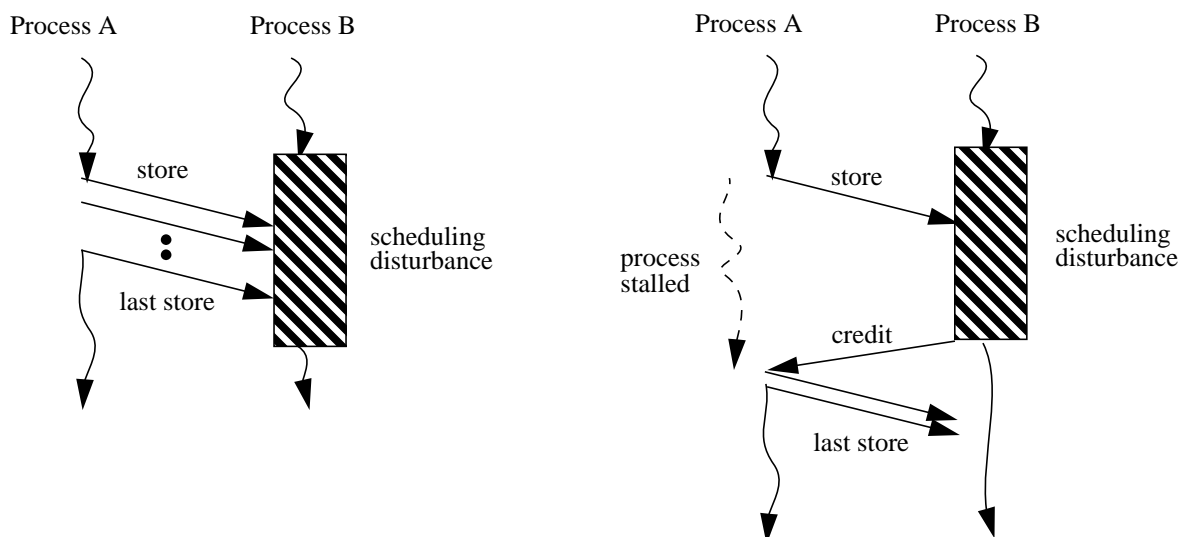 Process A
Process B
store
scheduling
disturbance
last store
Process A
Process B
store
scheduling
disturbance
process
stalled
credit
last store